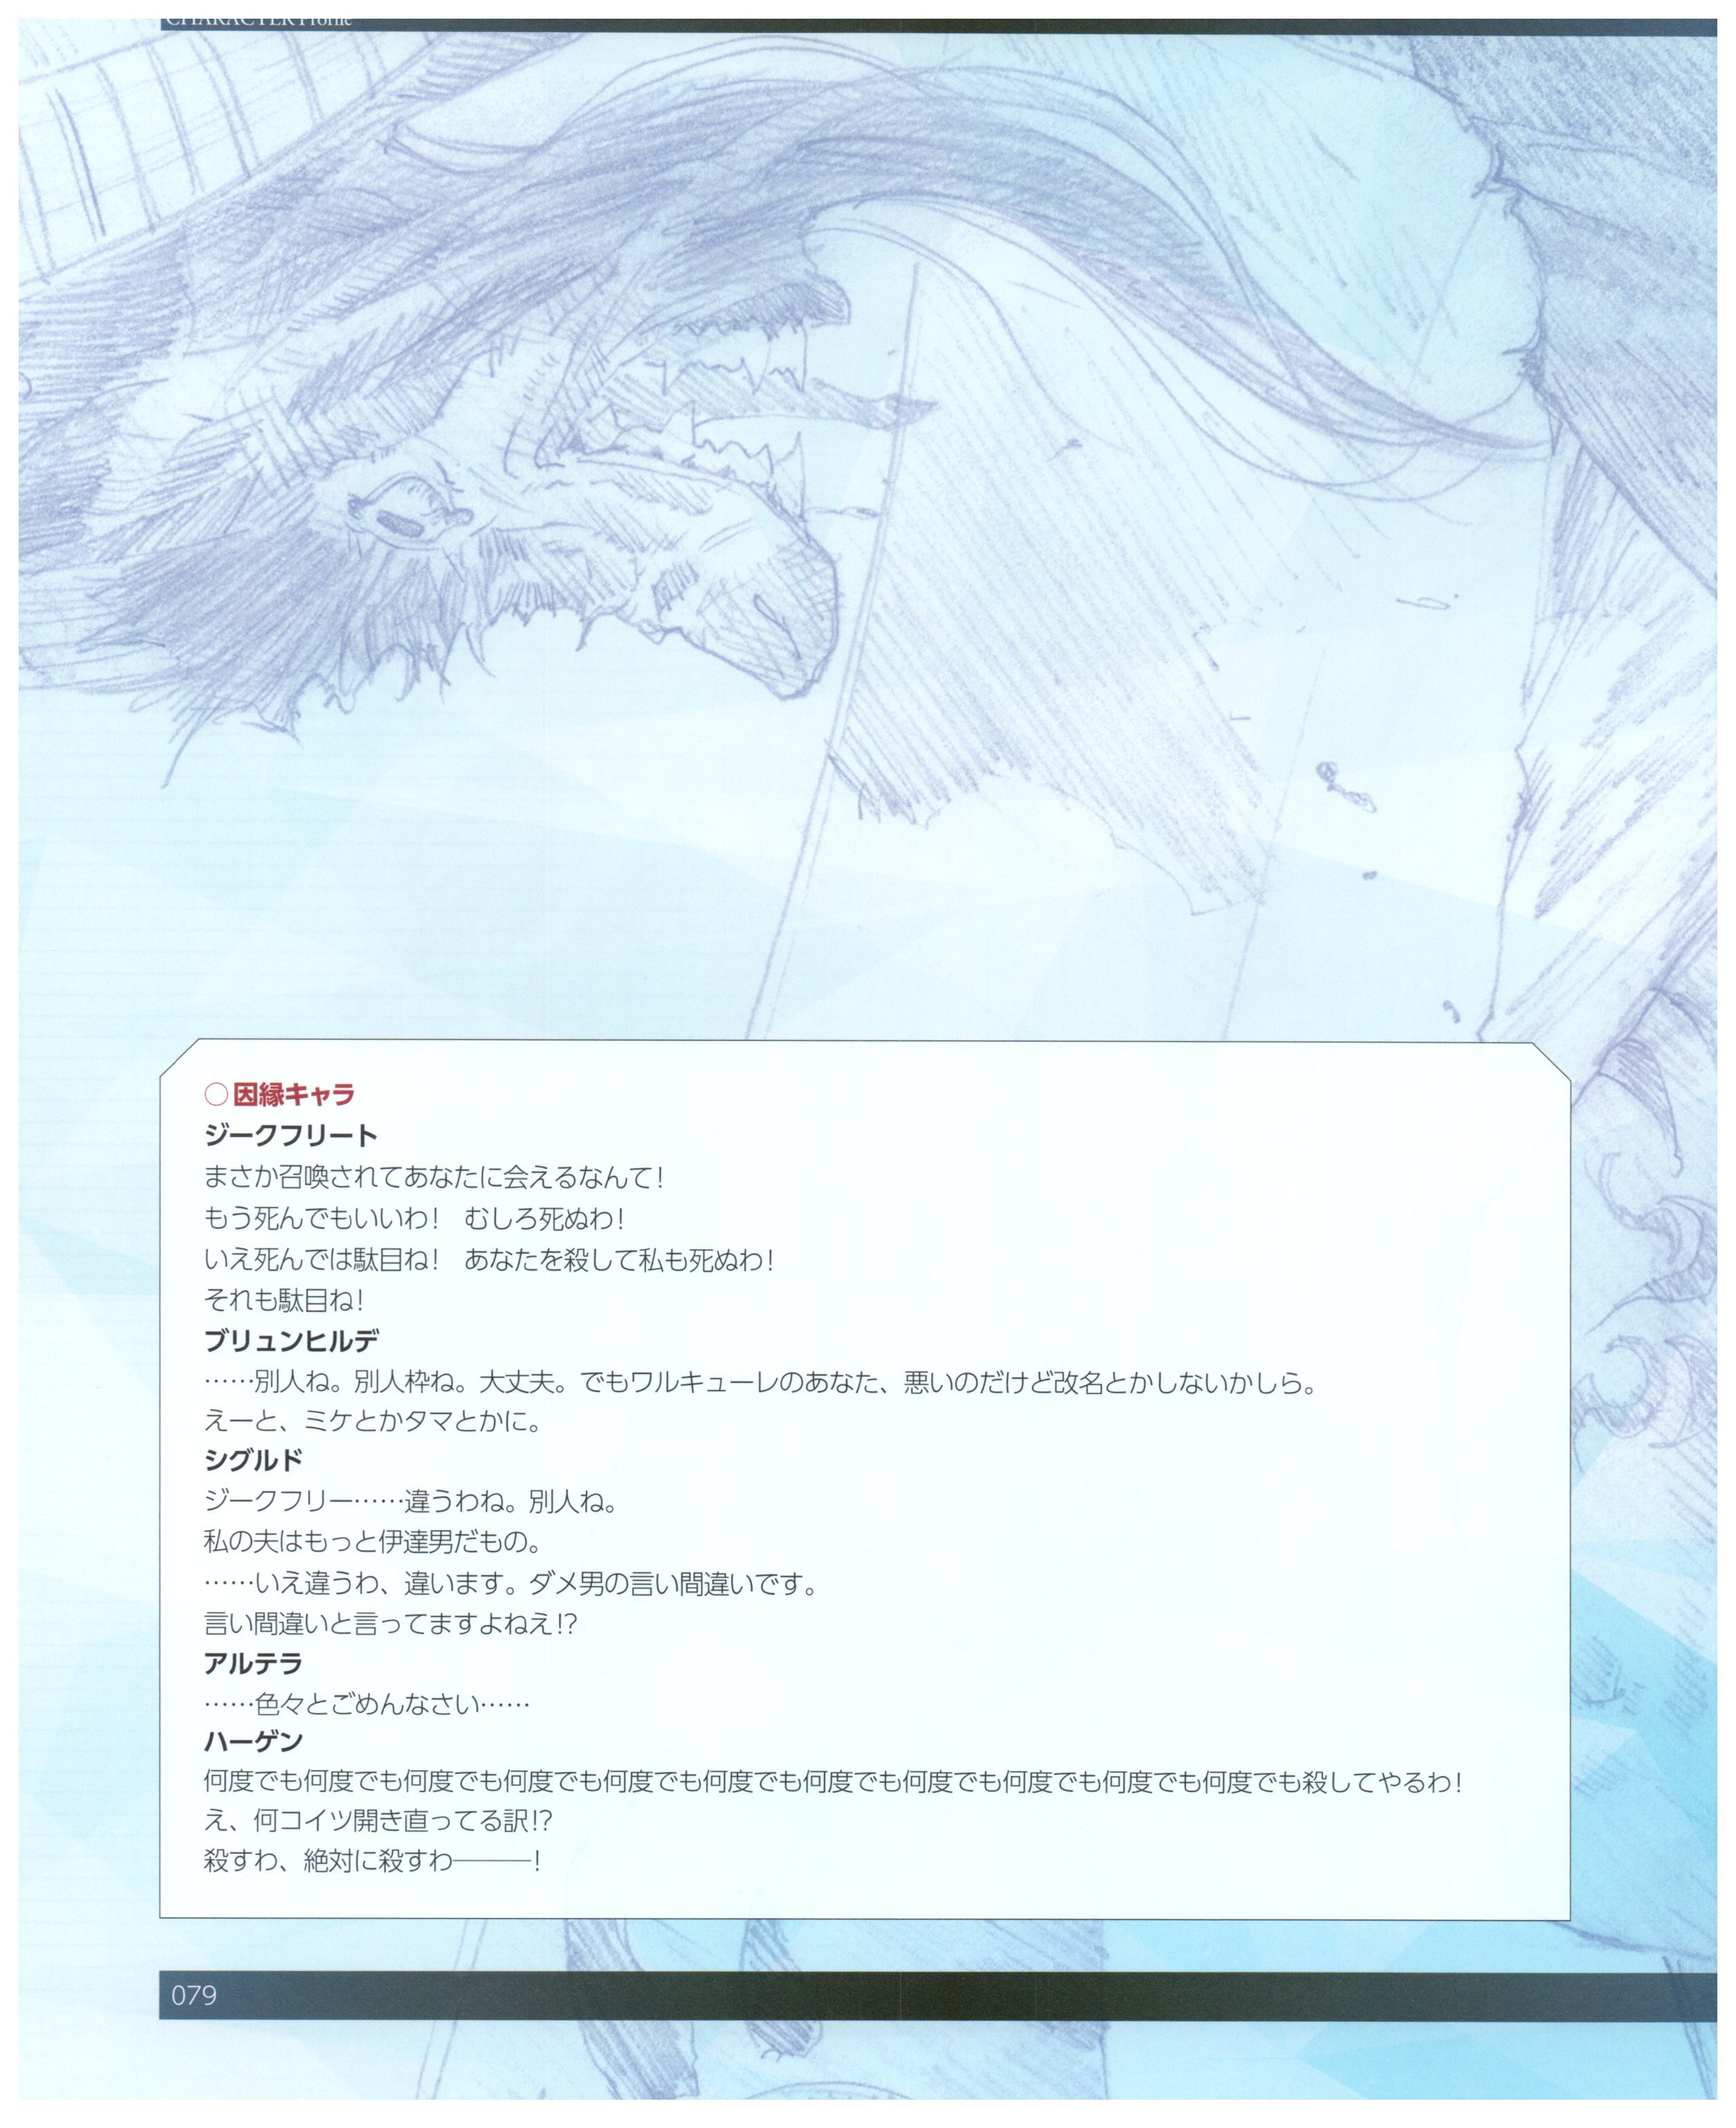 CHARACTER Profile
○因縁キャラ
ジークフリート
まさか召喚されてあなたに会えるなんて！
もう死んでもいいわ！　むしろ死ぬわ！
いえ死んでは駄目ね！　あなたを殺して私も死ぬわ！
それも駄目ね！
ブリュンヒルデ
……別人ね。別人枠ね。大丈夫。でもワルキューレのあなた、悪いのだけど改名とかしないかしら。
えーと、ミケとかタマとかに。
シグルド
ジークフリー……違うわね。別人ね。
私の夫はもっと伊達男だもの。
……いえ違うわ、違います。ダメ男の言い間違いです。
言い間違いと言ってますよねえ!?
アルテラ
……色々とごめんなさい……
ハーゲン
何度でも何度でも何度でも何度でも何度でも何度でも何度でも何度でも何度でも何度でも何度でも殺してやるわ！
え、何コイツ開き直ってる訳!?
殺すわ、絶対に殺すわ―――！
079